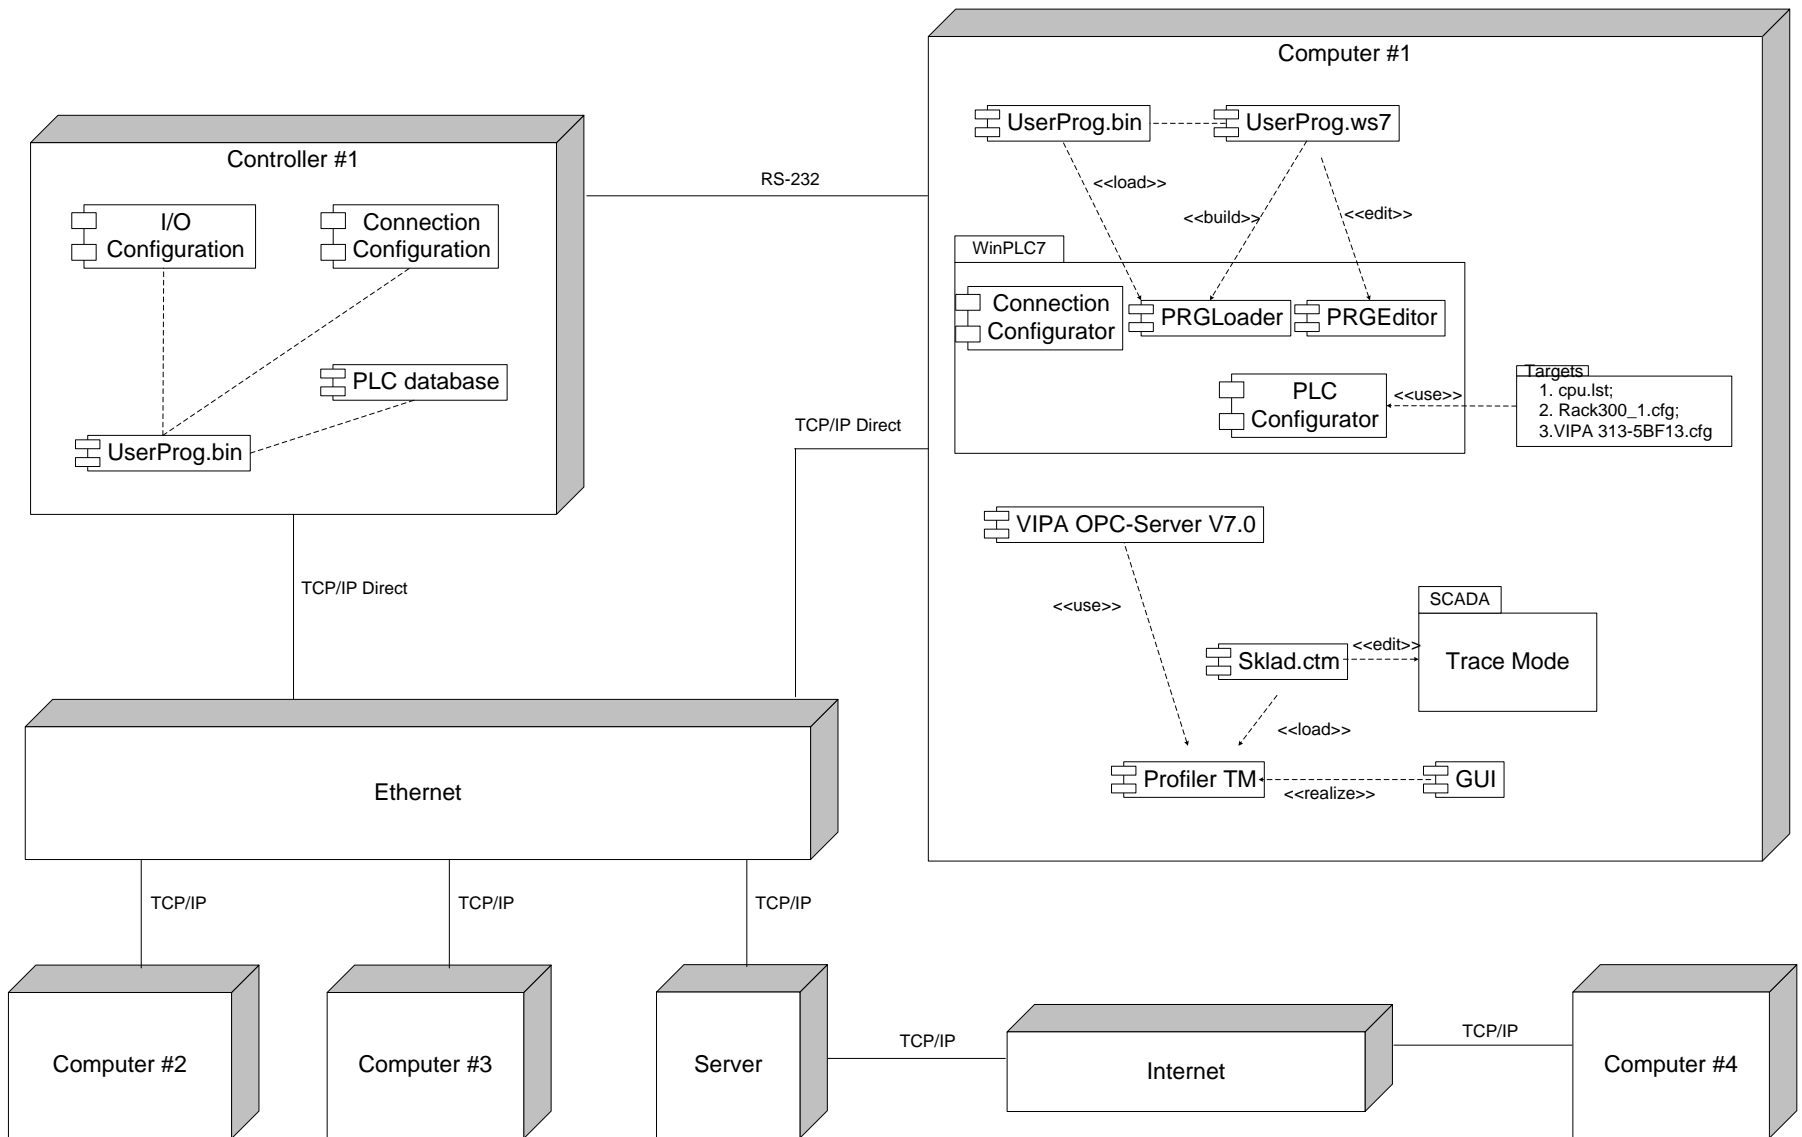 Computer #1
UserProg.bin
UserProg.ws7
<<load>>
<<build>>
<<edit>>
WinPLC7
Connection
Configurator
PRGLoader
PRGEditor
PLC
Configurator
<<use>>
Targets
1. cpu.lst;
2. Rack300_1.cfg;
3.VIPA 313-5BF13.cfg
VIPA OPC-Server V7.0
<<use>>
SCADA
Trace Mode
Sklad.ctm
<<edit>>
<<load>>
Profiler TM
<<realize>>
GUI
Controller #1
I/O
Configuration
Connection
Configuration
PLC database
UserProg.bin
RS-232
TCP/IP Direct
TCP/IP Direct
Ethernet
TCP/IP
TCP/IP
TCP/IP
Computer #2
Computer #3
Server
TCP/IP
Internet
TCP/IP
Computer #4